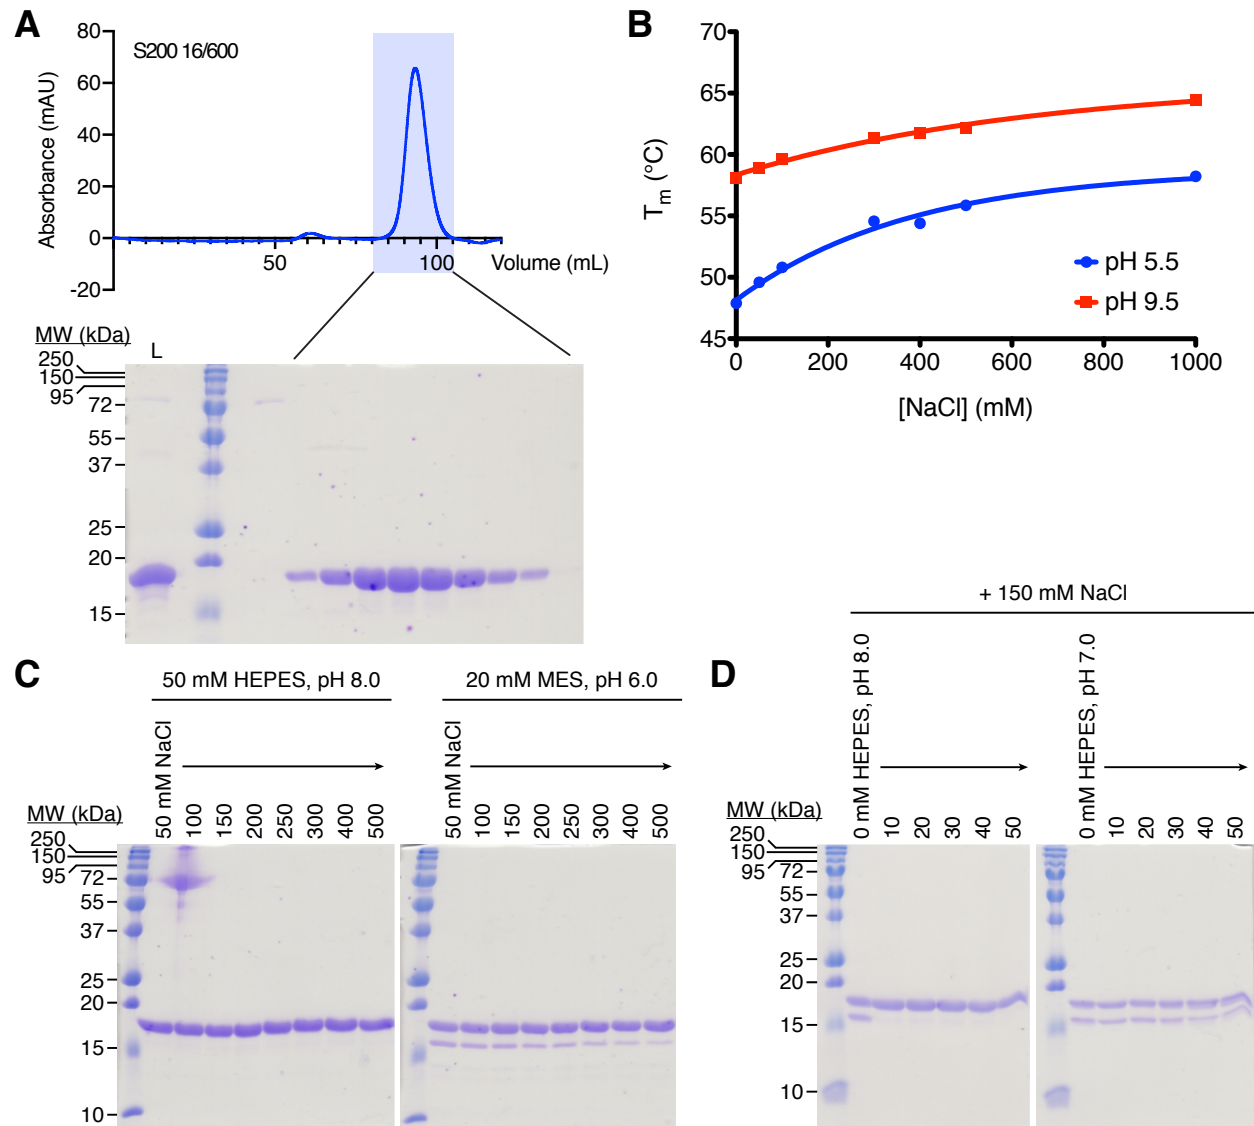 A
80
60
40
20
0
-20
Absorbance (mAU)
S200 16/600
50
100
Volume (mL)
MW (kDa)
L
250
150
95
72
55
37
25
20
15
B
70
65
60
55
50
45
Tm (°C)
0 200 400 600 800 1000
[NaCl] (mM)
pH 5.5
pH 9.5
C
50 mM HEPES, pH 8.0
20 mM MES, pH 6.0
50 mM NaCl
100
150
200
250
300
400
500
50 mM NaCl
100
150
200
250
300
400
500
MW (kDa)
250
150
95
72
55
37
25
20
15
10
D
+ 150 mM NaCl
0 mM HEPES, pH 8.0
10
20
30
40
50
0 mM HEPES, pH 7.0
10
20
30
40
50
MW (kDa)
250
150
95
72
55
37
25
20
15
10